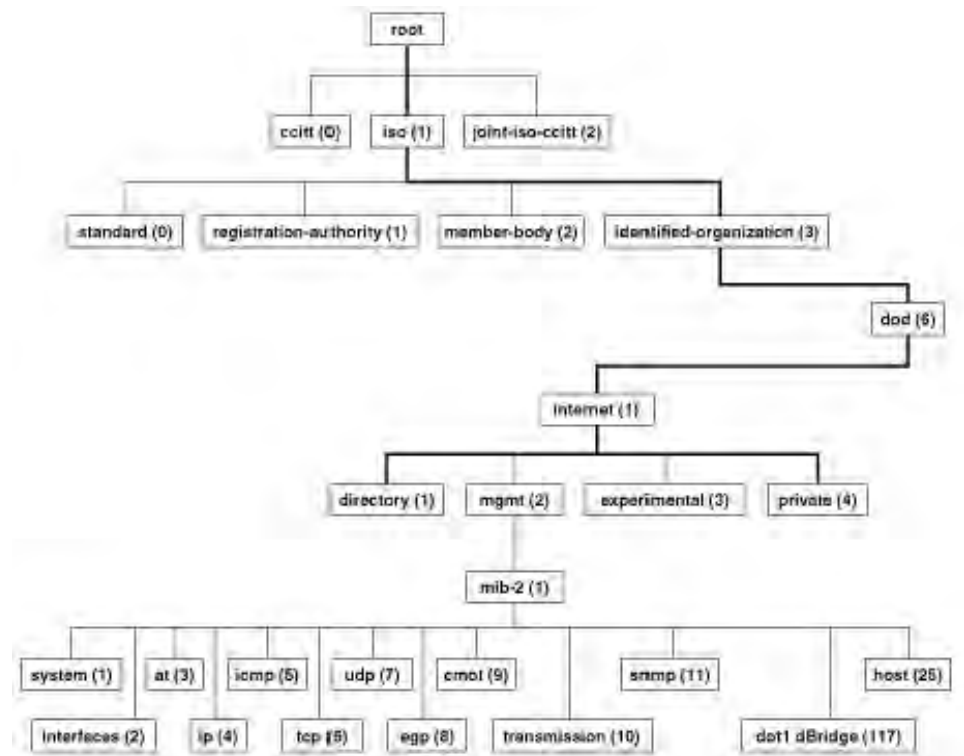 root
ccitt (0) iso (1) joint-iso-ccitt (2)
standard (0) registration-authority (1) member-body (2) identified-organization (3)
dod (6)
internet (1)
directory (1) mgmt (2) experimental (3) private (4)
mib-2 (1)
system (1) at (3) icmp (5) udp (7) cmot (9) snmp (11) host (25)
interfaces (2) ip (4) tcp (6) egp (8) transmission (10) dot1 dBridge (117)